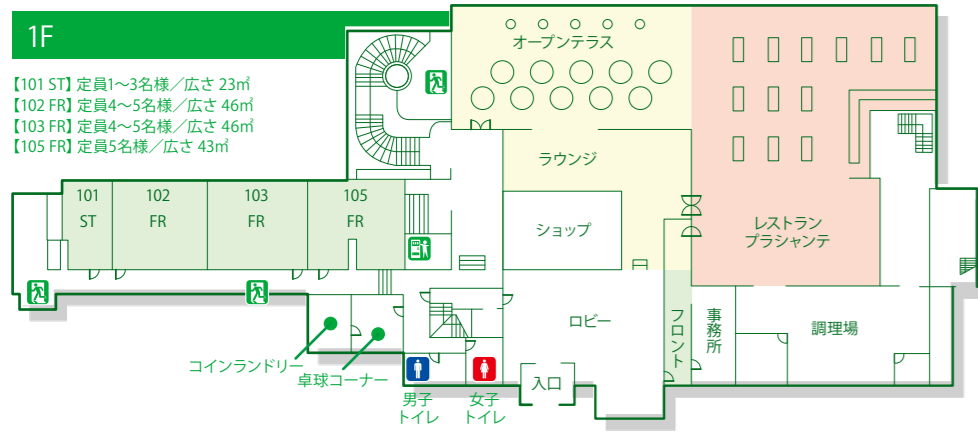 1F
【101 ST】 定員1〜3名様／広さ 23㎡
【102 FR】 定員4〜5名様／広さ 46㎡
【103 FR】 定員4〜5名様／広さ 46㎡
【105 FR】 定員5名様／広さ 43㎡
オープンテラス
ラウンジ
ショップ
レストラン
プラシャンテ
101
ST
102
FR
103
FR
105
FR
ロビー
フロント
事務所
調理場
コインランドリー
卓球コーナー
男子
トイレ
女子
トイレ
入口